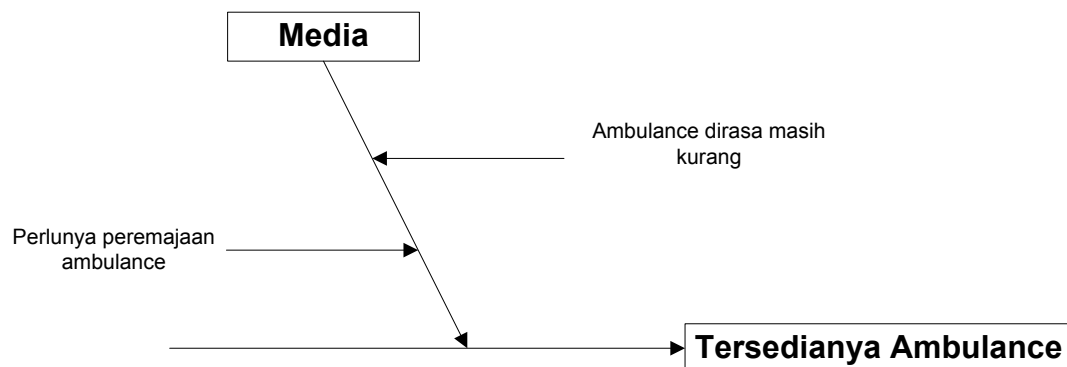 Media
Ambulance dirasa masih
kurang
Perlunya peremajaan
ambulance
Tersedianya Ambulance